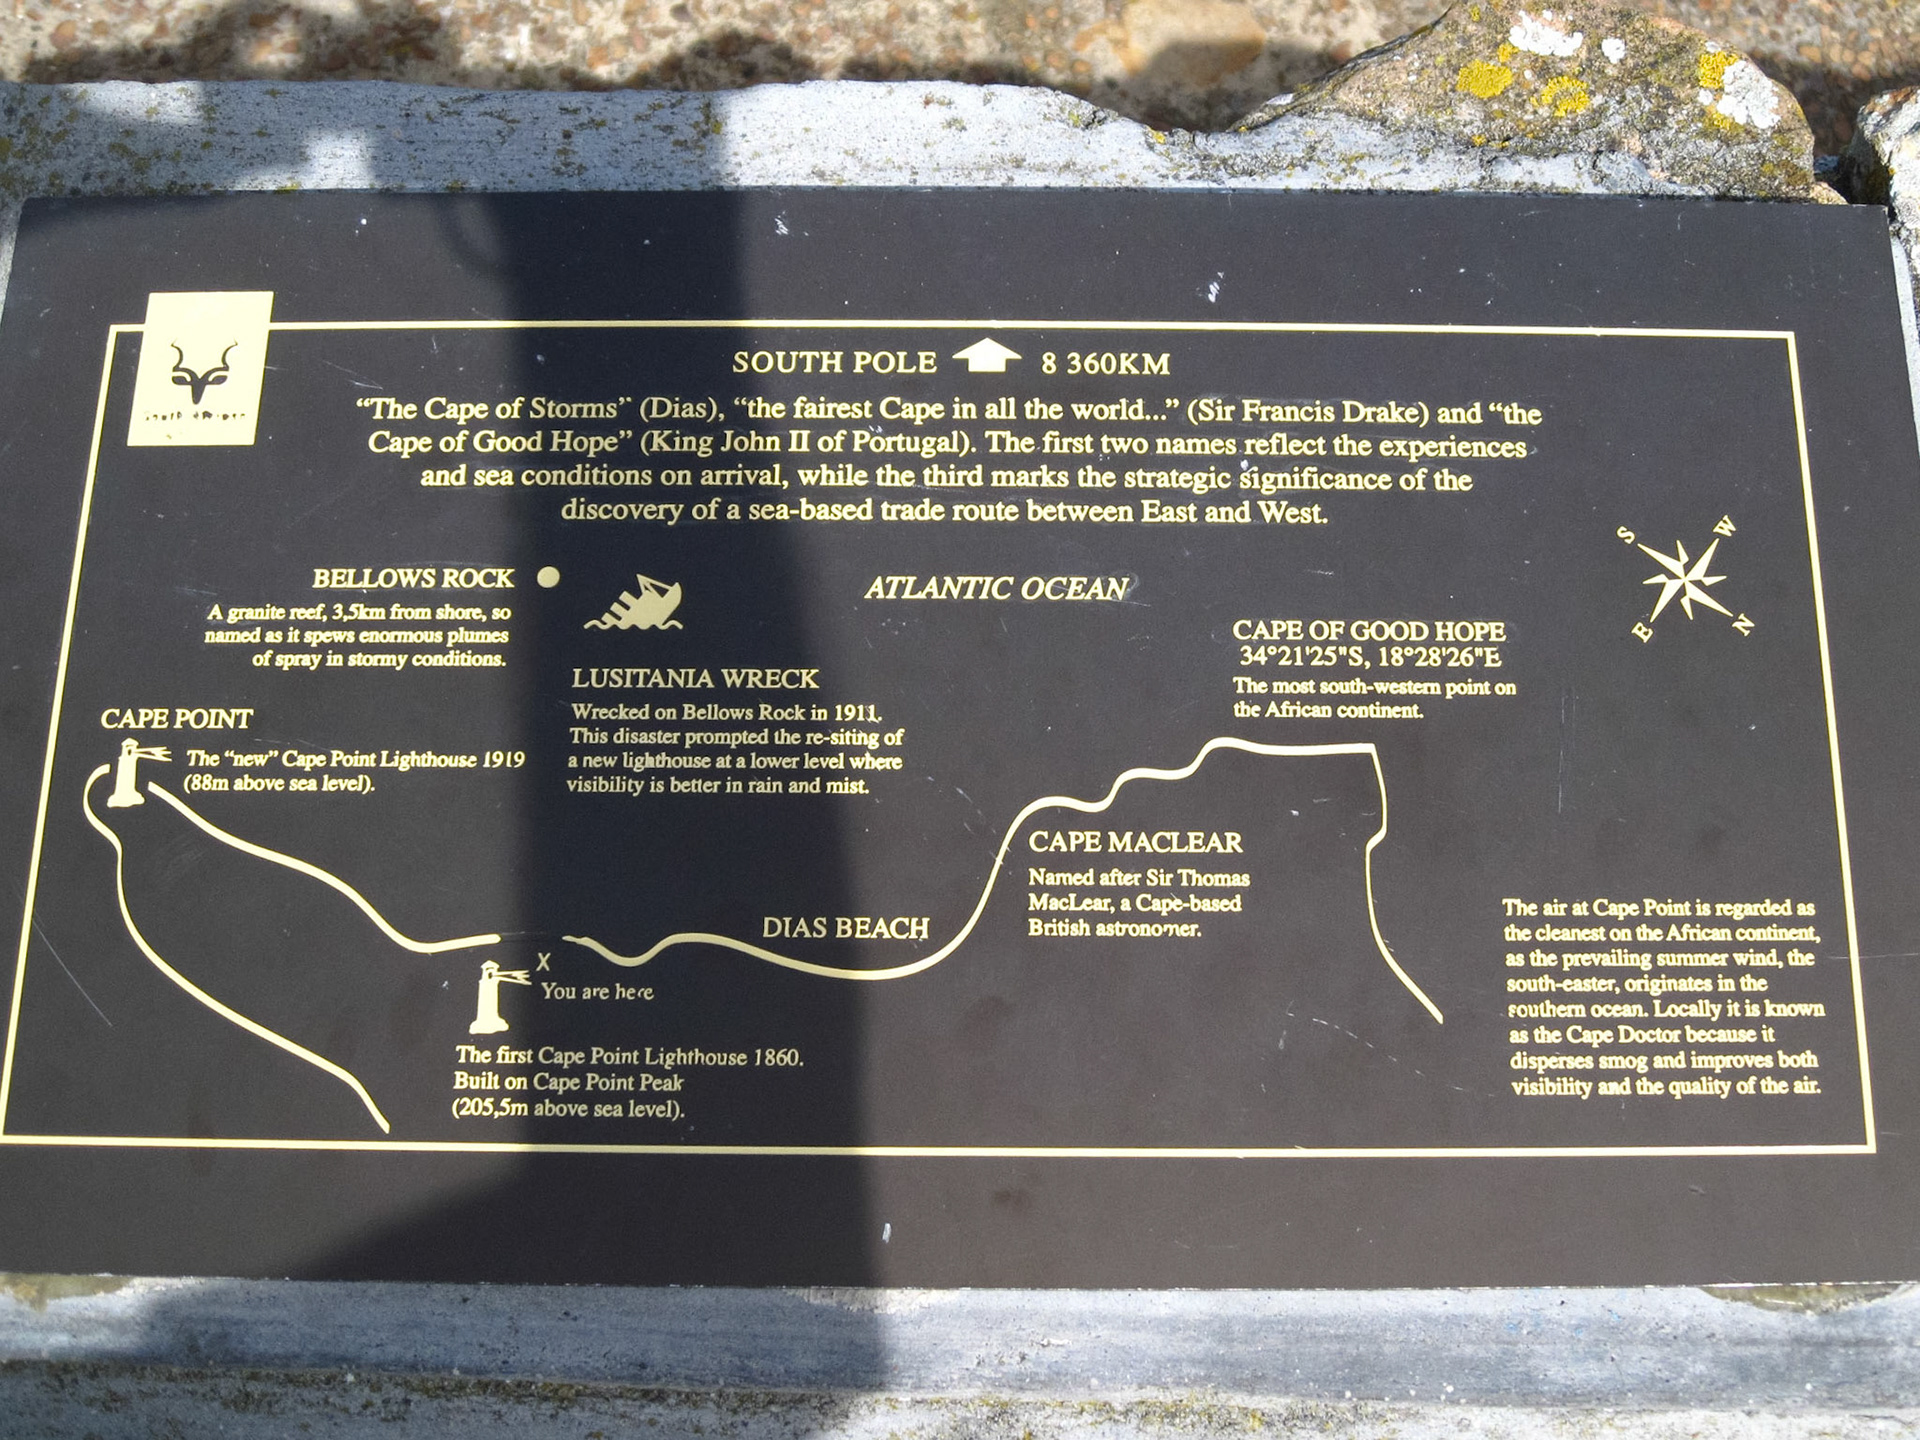 SOUTH POLE 8 360KM
“The Cape of Storms” (Dias), “the fairest Cape in all the world...” (Sir Francis Drake) and “the
Cape of Good Hope” (King John II of Portugal). The first two names reflect the experiences
and sea conditions on arrival, while the third marks the strategic significance of the
discovery of a sea-based trade route between East and West.
S W
E N
BELLOWS ROCK
A granite reef, 3,5km from shore, so
named as it spews enormous plumes
of spray in stormy conditions.
ATLANTIC OCEAN
LUSITANIA WRECK
Wrecked on Bellows Rock in 1911.
This disaster prompted the re-siting of
a new lighthouse at a lower level where
visibility is better in rain and mist.
CAPE OF GOOD HOPE
34°21'25"S, 18°28'26"E
The most south-western point on
the African continent.
CAPE POINT
The “new” Cape Point Lighthouse 1919
(88m above sea level).
CAPE MACLEAR
Named after Sir Thomas
MacLear, a Cape-based
British astronomer.
DIAS BEACH
X
You are here
The first Cape Point Lighthouse 1860.
Built on Cape Point Peak
(205,5m above sea level).
The air at Cape Point is regarded as
the cleanest on the African continent,
as the prevailing summer wind, the
south-easter, originates in the
southern ocean. Locally it is known
as the Cape Doctor because it
disperses smog and improves both
visibility and the quality of the air.